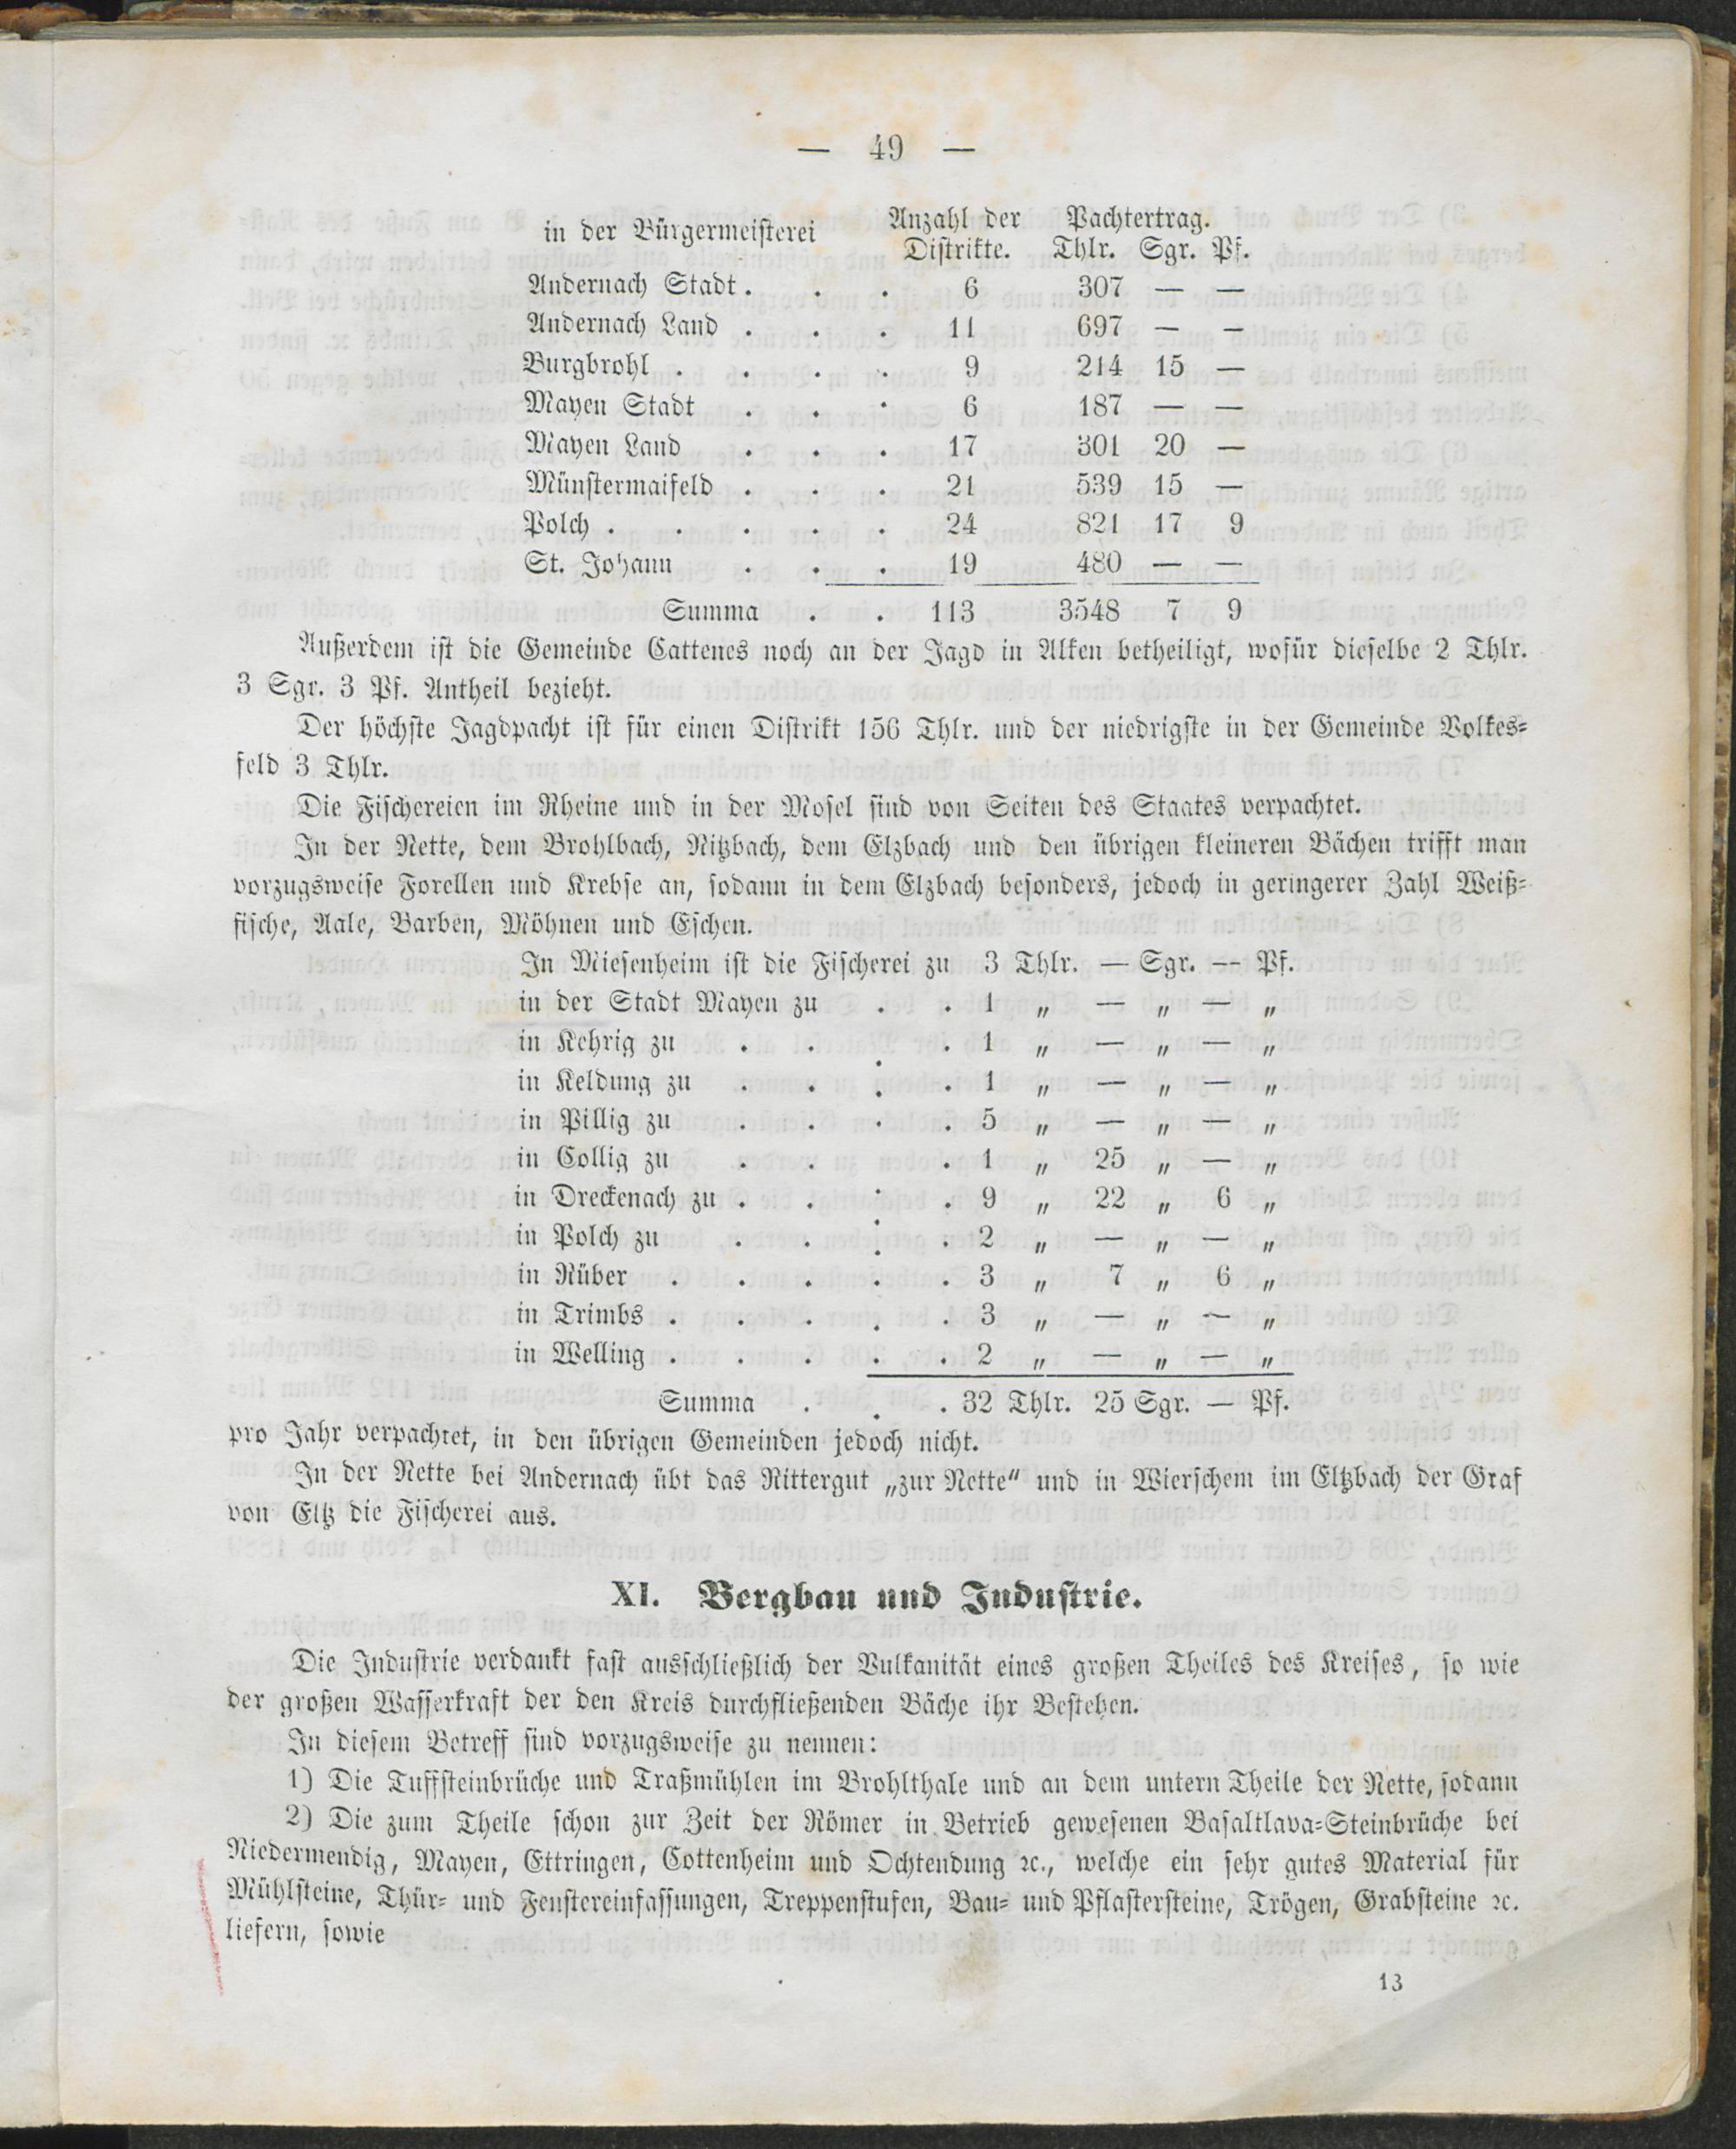 — 49 —
in der Bürgermeisterei Anzahl der Pachtertrag.
Distrikte. Thlr. Sgr. Pf.
Andernach Stadt . . . 6 307 — —
Andernach Land . . . 11 697 — —
Burgbrohl . . . . 9 214 15 —
Mayen Stadt . . . 6 187 — —
Mayen Land . . . 17 301 20 —
Münstermaifeld . . . 21 539 15 —
Polch . . . . . 24 821 17 9
St. Johann . . . 19 480 — —
Summa . . 113 3548 7 9
Außerdem ist die Gemeinde Cattenes noch an der Jagd in Alken betheiligt, wofür dieselbe 2 Thlr.
3 Sgr. 3 Pf. Antheil bezieht.
Der höchste Jagdpacht ist für einen Distrikt 156 Thlr. und der niedrigste in der Gemeinde Volkes-
feld 3 Thlr.
Die Fischereien im Rheine und in der Mosel sind von Seiten des Staates verpachtet.
In der Nette, dem Brohlbach, Nitzbach, dem Elzbach und den übrigen kleineren Bächen trifft man
vorzugsweise Forellen und Krebse an, sodann in dem Elzbach besonders, jedoch in geringerer Zahl Weiß-
fische, Aale, Barben, Möhnen und Eschen.
In Miesenheim ist die Fischerei zu 3 Thlr. — Sgr. — Pf.
in der Stadt Mayen zu . . 1 „ — „ — „
in Kehrig zu . . . . 1 „ — „ — „
in Keldung zu . . . . 1 „ — „ — „
in Pillig zu . . . . 5 „ — „ — „
in Collig zu . . . . 1 „ 25 „ — „
in Dreckenach zu . . . . 9 „ 22 „ 6 „
in Polch zu . . . . 2 „ — „ — „
in Rüber . . . . . 3 „ 7 „ 6 „
in Trimbs . . . . . 3 „ — „ — „
in Welling . . . . . 2 „ — „ — „
Summa . . . 32 Thlr. 25 Sgr. — Pf.
pro Jahr verpachtet, in den übrigen Gemeinden jedoch nicht.
In der Nette bei Andernach übt das Rittergut „zur Nette“ und in Wierschem im Eltzbach der Graf
von Eltz die Fischerei aus.
XI. Bergbau und Industrie.
Die Industrie verdankt fast ausschließlich der Vulkanität eines großen Theiles des Kreises, so wie
der großen Wasserkraft der den Kreis durchfließenden Bäche ihr Bestehen.
In diesem Betreff sind vorzugsweise zu nennen:
1) Die Tuffsteinbrüche und Traßmühlen im Brohlthale und an dem untern Theile der Nette, sodann
2) Die zum Theile schon zur Zeit der Römer in Betrieb gewesenen Basaltlava-Steinbrüche bei
Niedermendig, Mayen, Ettringen, Cottenheim und Ochtendung ꝛc., welche ein sehr gutes Material für
Mühlsteine, Thür- und Fenstereinfassungen, Treppenstufen, Bau- und Pflastersteine, Trögen, Grabsteine ꝛc.
liefern, sowie
13